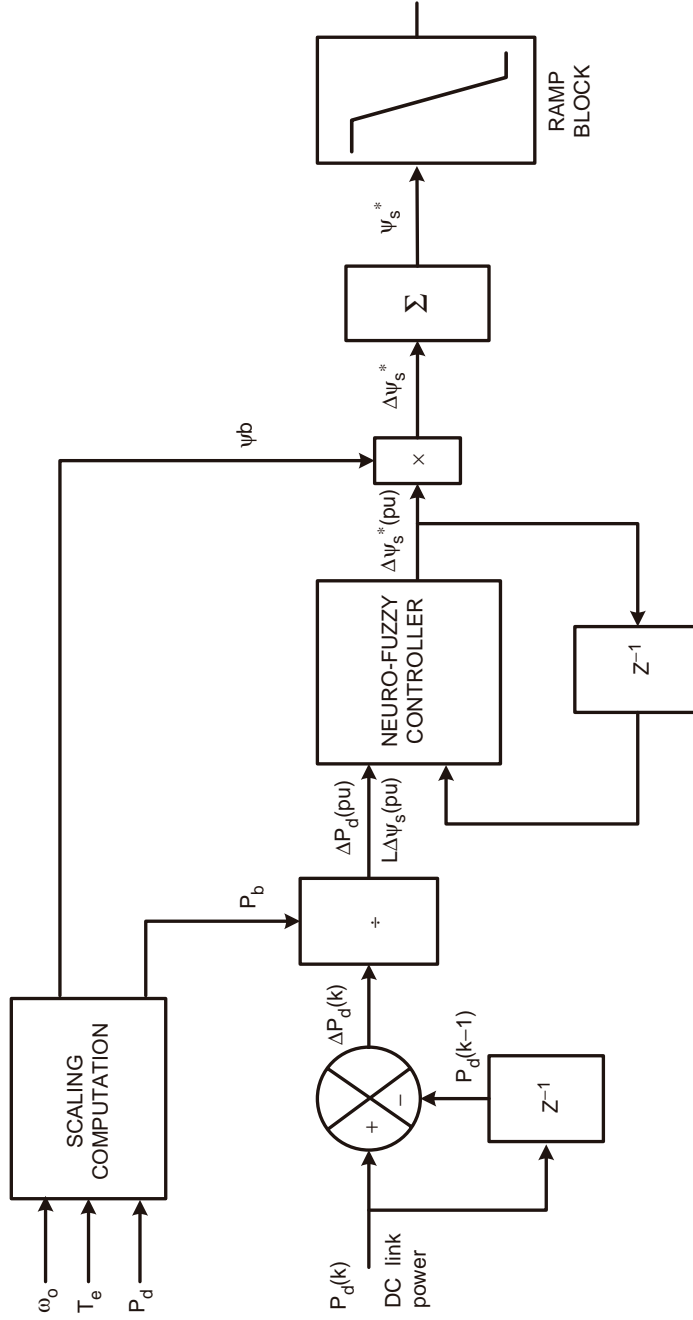 ω_o
T_e
P_d
SCALING
COMPUTATION
ψb
P_b
P_d(k)
DC link
power
+
−
Z^−1
P_d(k−1)
ΔP_d(k)
÷
ΔP_d(pu)
LΔψ_s(pu)
NEURO-FUZZY
CONTROLLER
Z^−1
Δψ_s*(pu)
×
Δψ_s*
Σ
ψ_s*
RAMP
BLOCK